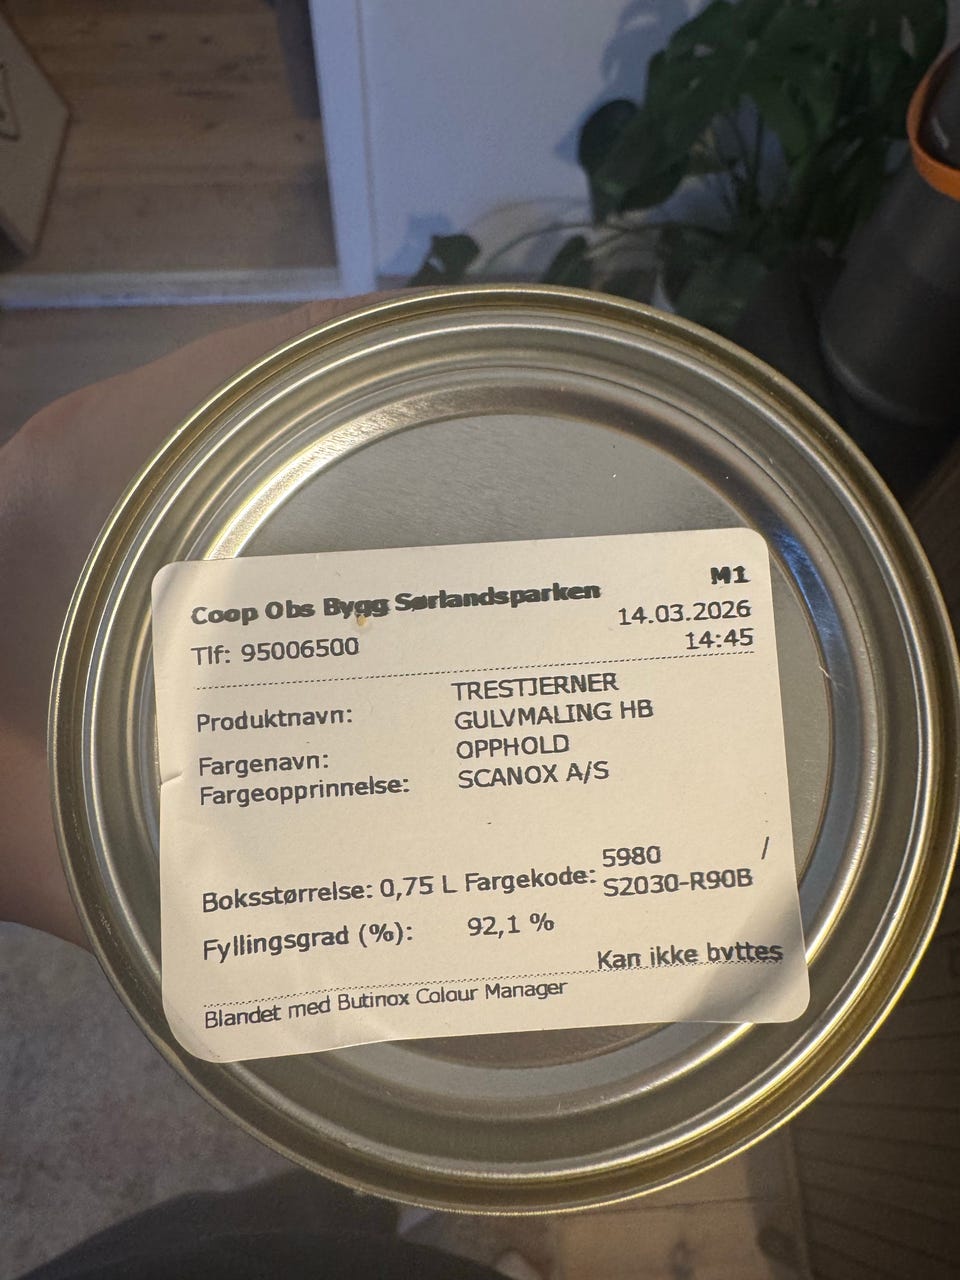 Coop Obs Bygg Sørlandsparken M1
14.03.2026
Tlf: 95006500 14:45
Produktnavn: TRESTJERNER
GULVMALING HB
Fargenavn: OPPHOLD
Fargeopprinnelse: SCANOX A/S
Boksstørrelse: 0,75 L Fargekode: 5980 /
S2030-R90B
Fyllingsgrad (%): 92,1 %
Kan ikke byttes
Blandet med Butinox Colour Manager